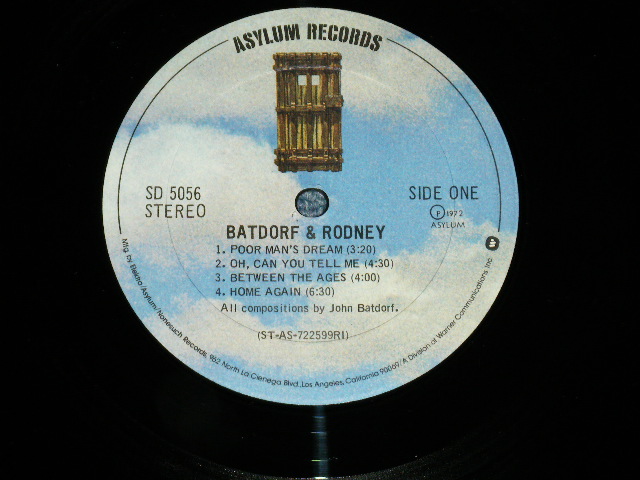 ASYLUM RECORDS
SD 5056
STEREO
SIDE ONE
℗ 1972
ASYLUM
BATDORF & RODNEY
1. POOR MAN'S DREAM (3:20)
2. OH, CAN YOU TELL ME (4:30)
3. BETWEEN THE AGES (4:00)
4. HOME AGAIN (6:30)
All compositions by John Batdorf.
(ST-AS-722599RI)
Mfg. by Elektra/Asylum/Nonesuch Records, 962 North La Cienega Blvd., Los Angeles, California 90069/A Division of Warner Communications Inc.